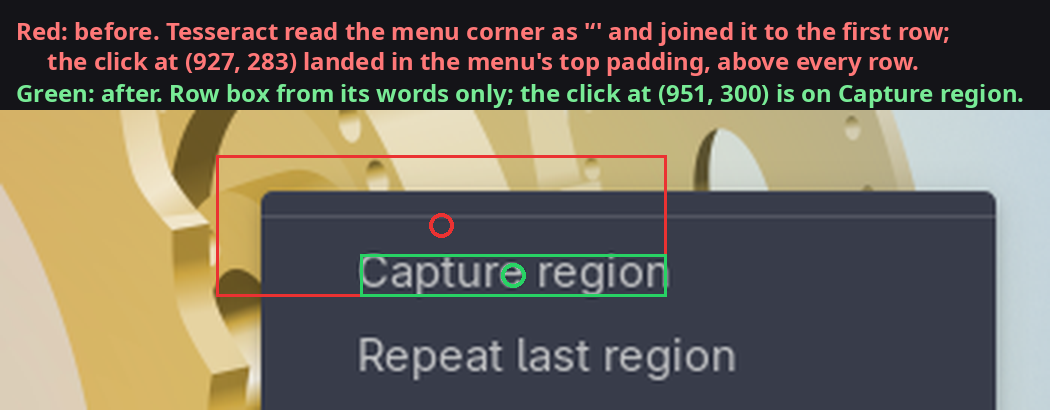 Red: before. Tesseract read the menu corner as '“' and joined it to the first row;
the click at (927, 283) landed in the menu's top padding, above every row.
Green: after. Row box from its words only; the click at (951, 300) is on Capture region.
Capture region
Repeat last region